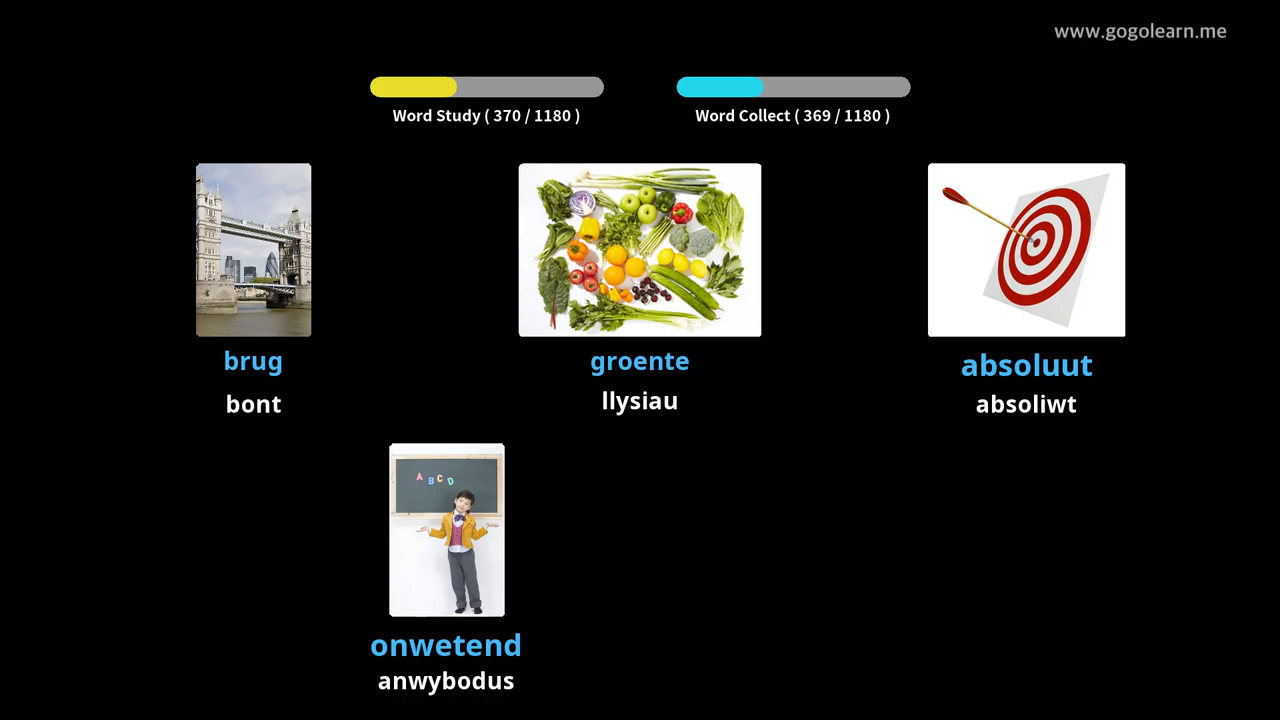 www.gogolearn.me
Word Study ( 370 / 1180 )
Word Collect ( 369 / 1180 )
brug
bont
groente
llysiau
absoluut
absoliwt
A B C D
onwetend
anwybodus